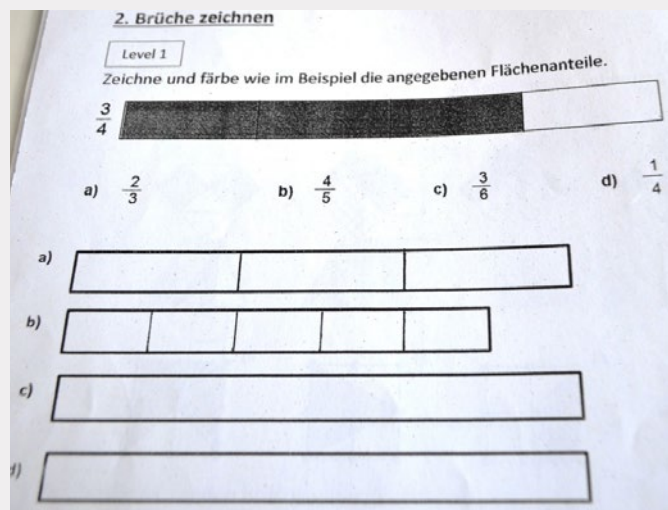 2. Brüche zeichnen
Level 1
Zeichne und färbe wie im Beispiel die angegebenen Flächenanteile.
3/4
a) 2/3 b) 4/5 c) 3/6 d) 1/4
a)
b)
c)
d)